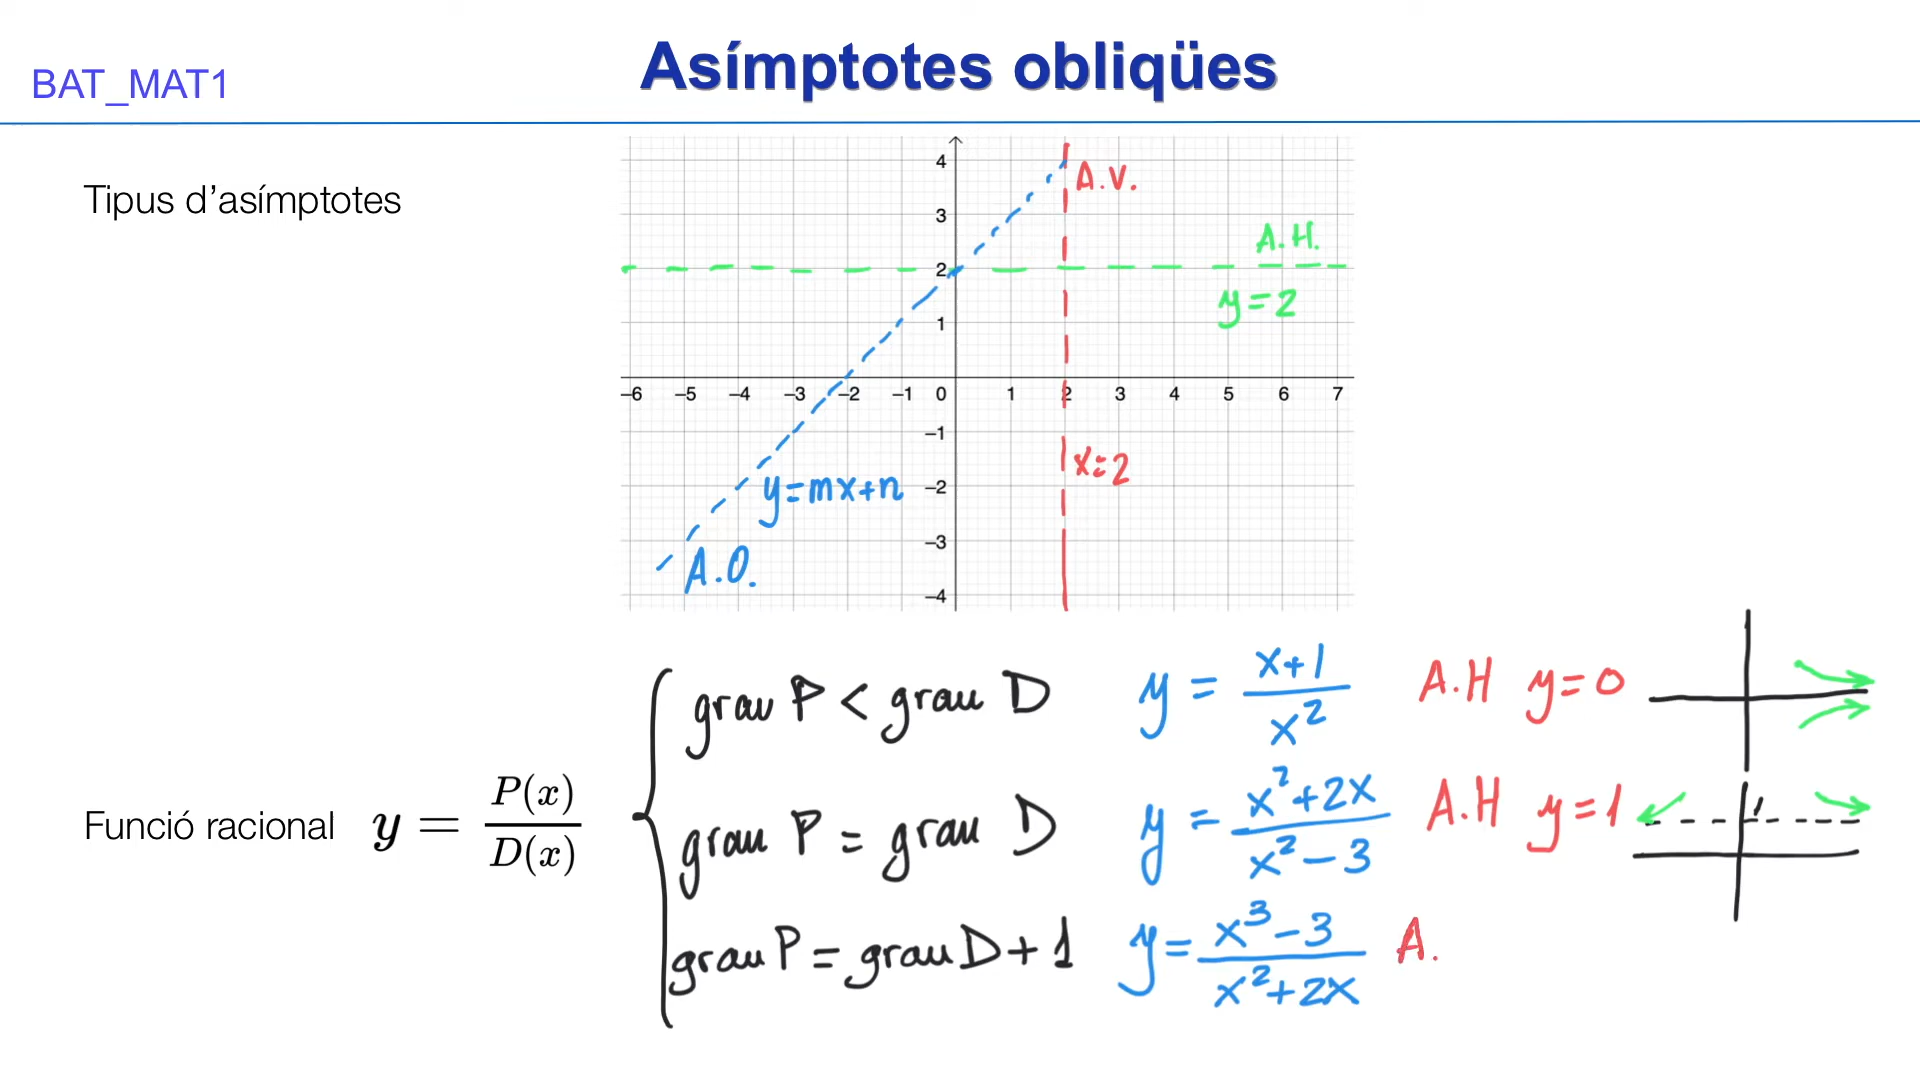 BAT_MAT1
Asímptotes obliqües
Tipus d’asímptotes
4
3
2
1
–6 –5 –4 –3 –2 –1 0 1 2 3 4 5 6 7
–1
–2
–3
–4
A.V.
A.H.
y=2
x=2
y=mx+n
A.O.
Funció racional y = P(x)/D(x)
grau P < grau D y = x+1/x² A.H y=0
grau P = grau D y = x²+2x/x²−3 A.H y=1
1
grau P = grau D+1 y= x³−3/x²+2x A.